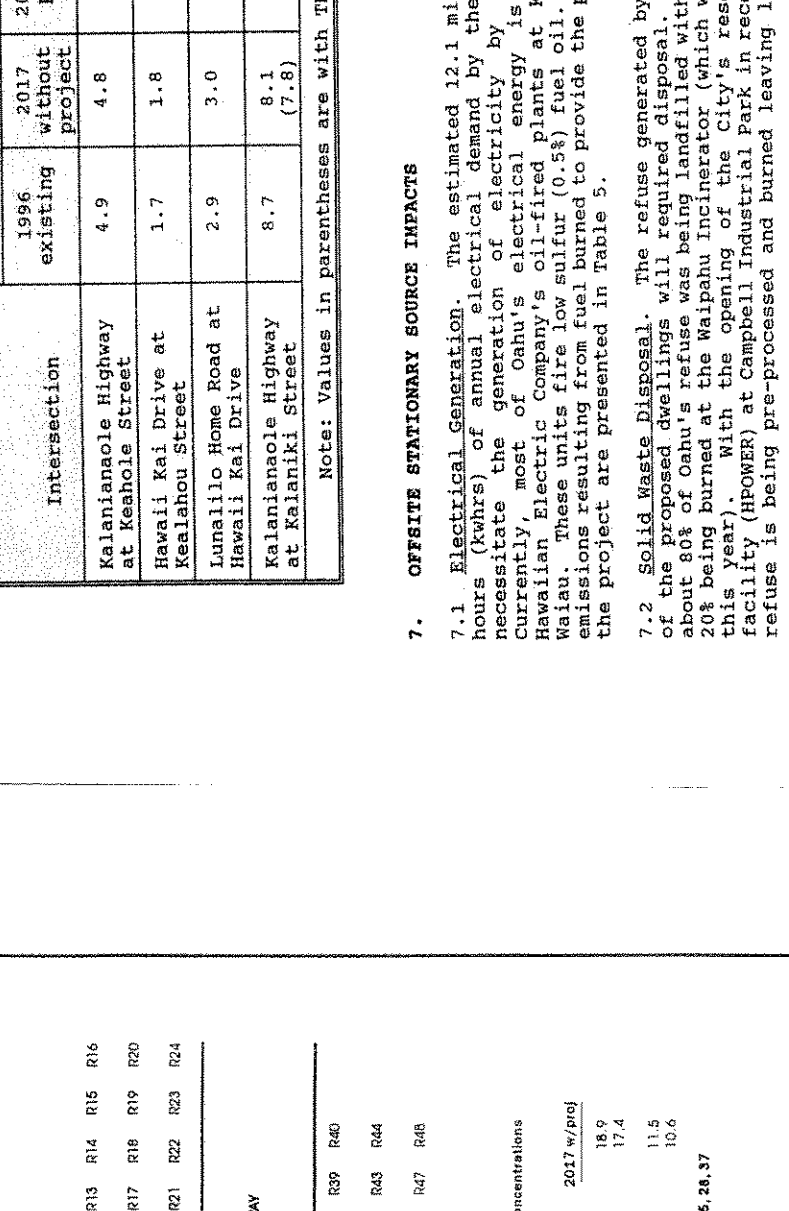 R13 R14 R15 R16
R17 R18 R19 R20
R21 R22 R23 R24
R39 R40
R43 R44
R47 R48
2017 w/proj
18.9
17.4
11.5
10.6
28, 37
Intersection
1996 existing
2017 without project
Kalanianaole Highway at Keahole Street
4.9
4.8
Hawaii Kai Drive at Kealahou Street
1.7
1.8
Lunalilo Home Road at Hawaii Kai Drive
2.9
3.0
Kalanianaole Highway at Kalaniki Street
8.7
8.1 (7.8)
Note: Values in parentheses are with
7. OFFSITE STATIONARY SOURCE IMPACTS
7.1 Electrical Generation. The estimated 12.1
hours (kwhrs) of annual electrical demand by the
necessitate the generation of electricity by
Currently, most of Oahu's electrical energy is
Hawaiian Electric Company's oil-fired plants at
Waiau. These units fire low sulfur (0.5%) fuel oil.
emissions resulting from fuel burned to provide the
the project are presented in Table 5.
7.2 Solid Waste Disposal. The refuse generated by
of the proposed dwellings will required disposal.
about 80% of Oahu's refuse was being landfilled with
20% being burned at the Waipahu Incinerator (which
this year). With the opening of the City's
facility (HPOWER) at Campbell Industrial Park in
refuse is being pre-processed and burned leaving